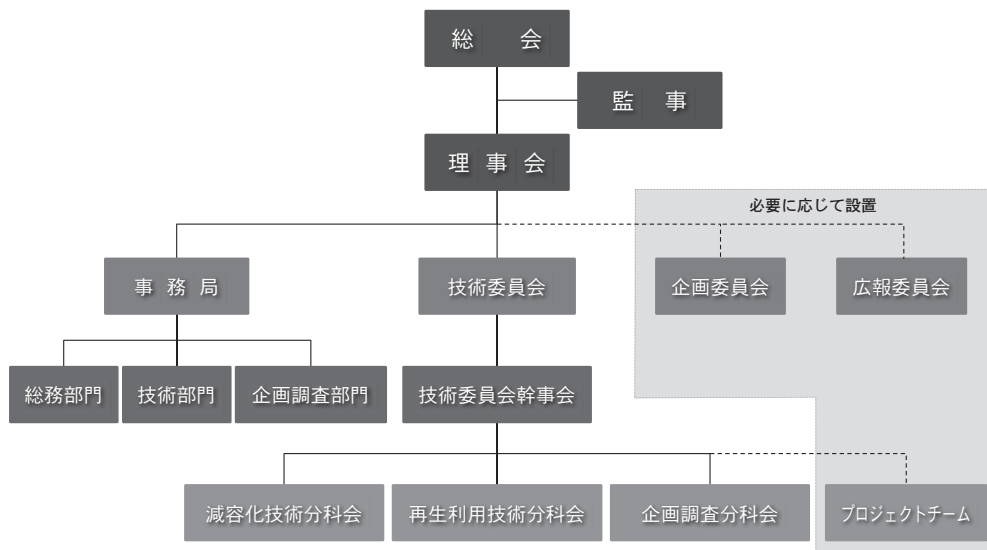 総　会
監　事
理 事 会
必要に応じて設置
事 務 局
技術委員会
企画委員会
広報委員会
総務部門
技術部門
企画調査部門
技術委員会幹事会
減容化技術分科会
再生利用技術分科会
企画調査分科会
プロジェクトチーム